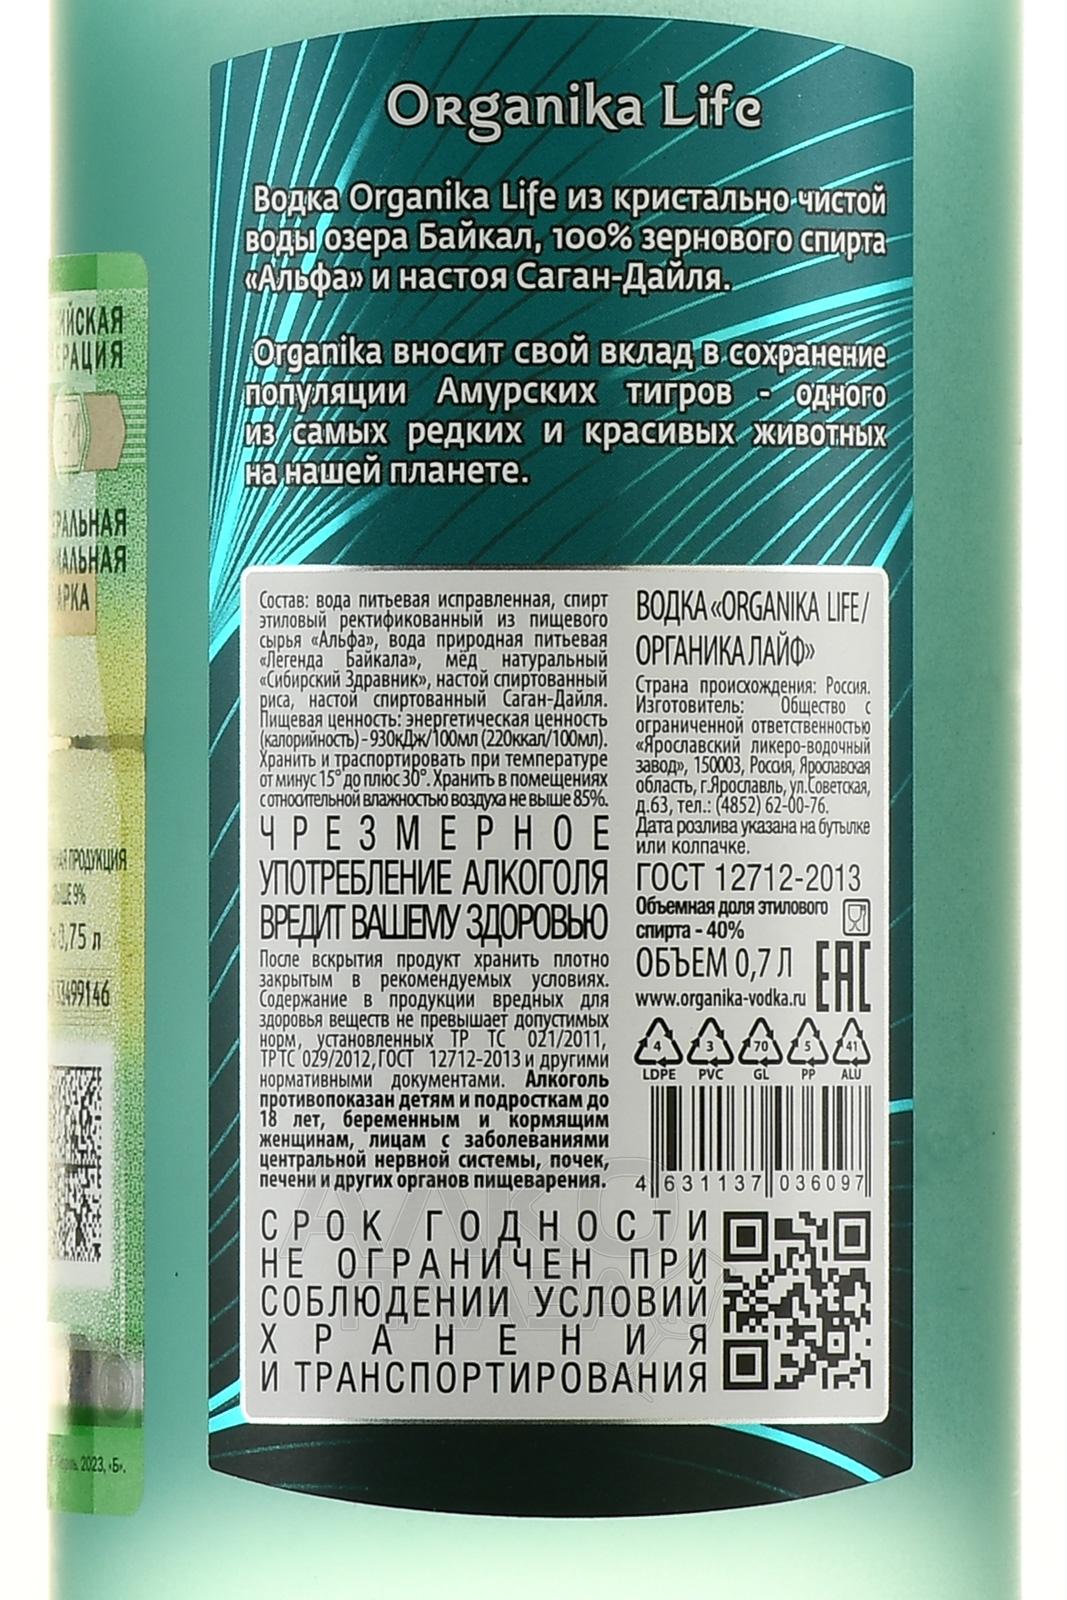 Organika Life
Водка Organika Life из кристально чистой
воды озера Байкал, 100% зернового спирта
«Альфа» и настоя Саган-Дайля.
Organika вносит свой вклад в сохранение
популяции Амурских тигров - одного
из самых редких и красивых животных
на нашей планете.
Состав: вода питьевая исправленная, спирт
этиловый ректификованный из пищевого
сырья «Альфа», вода природная питьевая
«Легенда Байкала», мёд натуральный
«Сибирский Здравник», настой спиртованный
риса, настой спиртованный Саган-Дайля.
Пищевая ценность: энергетическая ценность
(калорийность) - 930кДж/100мл (220ккал/100мл).
Хранить и траспортировать при температуре
от минус 15° до плюс 30°. Хранить в помещениях
с относительной влажностью воздуха не выше 85%.
ЧРЕЗМЕРНОЕ
УПОТРЕБЛЕНИЕ АЛКОГОЛЯ
ВРЕДИТ ВАШЕМУ ЗДОРОВЬЮ
После вскрытия продукт хранить плотно
закрытым в рекомендуемых условиях.
Содержание в продукции вредных для
здоровья веществ не превышает допустимых
норм, установленных ТР ТС 021/2011,
ТР ТС 029/2012, ГОСТ 12712-2013 и другими
нормативными документами. Алкоголь
противопоказан детям и подросткам до
18 лет, беременным и кормящим
женщинам, лицам с заболеваниями
центральной нервной системы, почек,
печени и других органов пищеварения.
СРОК ГОДНОСТИ
НЕ ОГРАНИЧЕН ПРИ
СОБЛЮДЕНИИ УСЛОВИЙ
ХРАНЕНИЯ
И ТРАНСПОРТИРОВАНИЯ
ВОДКА «ORGANIKA LIFE/
ОРГАНИКА ЛАЙФ»
Страна происхождения: Россия.
Изготовитель: Общество с
ограниченной ответственностью
«Ярославский ликеро-водочный
завод», 150003, Россия, Ярославская
область, г.Ярославль, ул.Советская,
д.63, тел.: (4852) 62-00-76.
Дата розлива указана на бутылке
или колпачке.
ГОСТ 12712-2013
Объемная доля этилового
спирта - 40%
ОБЪЕМ 0,7 Л
EAC
www.organika-vodka.ru
4 3 70 5 41
LDPE PVC GL PP ALU
4 631137 036097
0,75 л
2023, «Б».